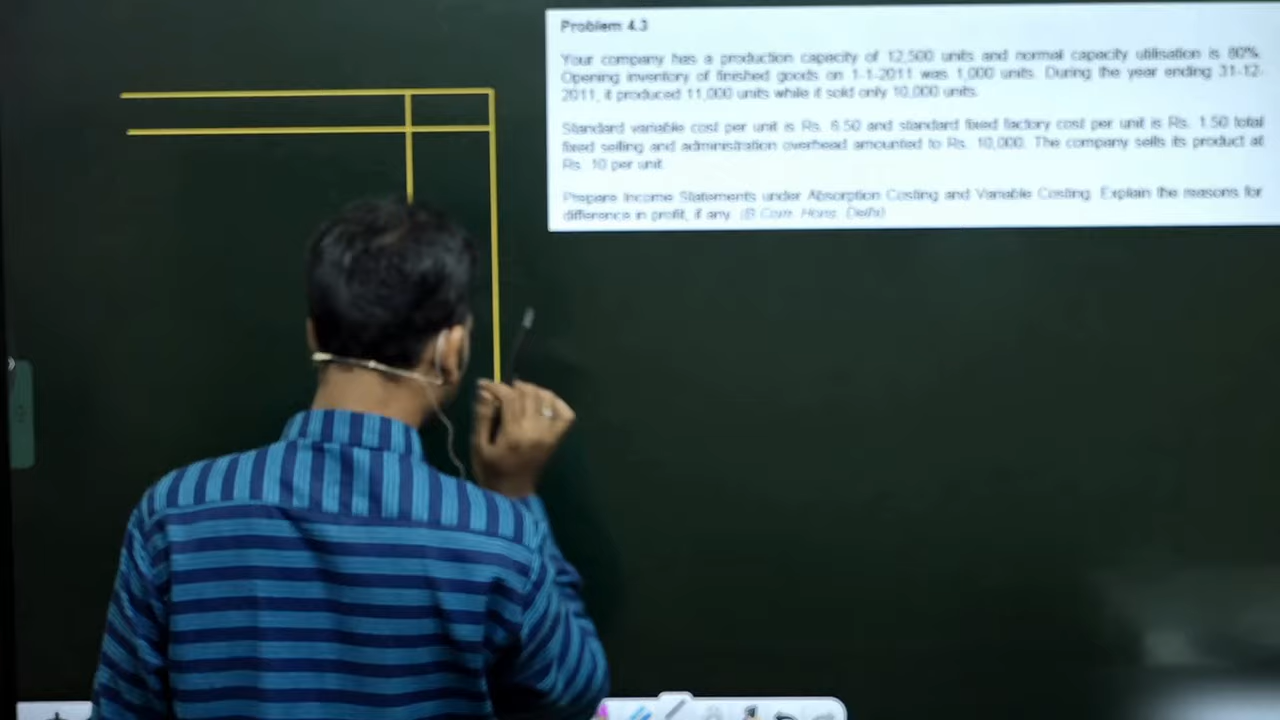 Problem 4.3
Your company has a production capacity of 12,500 units and normal capacity utilisation is 80%.
Opening inventory of finished goods on 1-1-2011 was 1,000 units. During the year ending 31-12-
2011, it produced 11,000 units while it sold only 10,000 units.
Standard variable cost per unit is Rs. 6.50 and standard fixed factory cost per unit is Rs. 1.50 total
fixed selling and administration overhead amounted to Rs. 10,000. The company sells its product at
Rs. 10 per unit.
Prepare Income Statements under Absorption Costing and Variable Costing. Explain the reasons for
difference in profit, if any. (B.Com. Hons. Delhi)